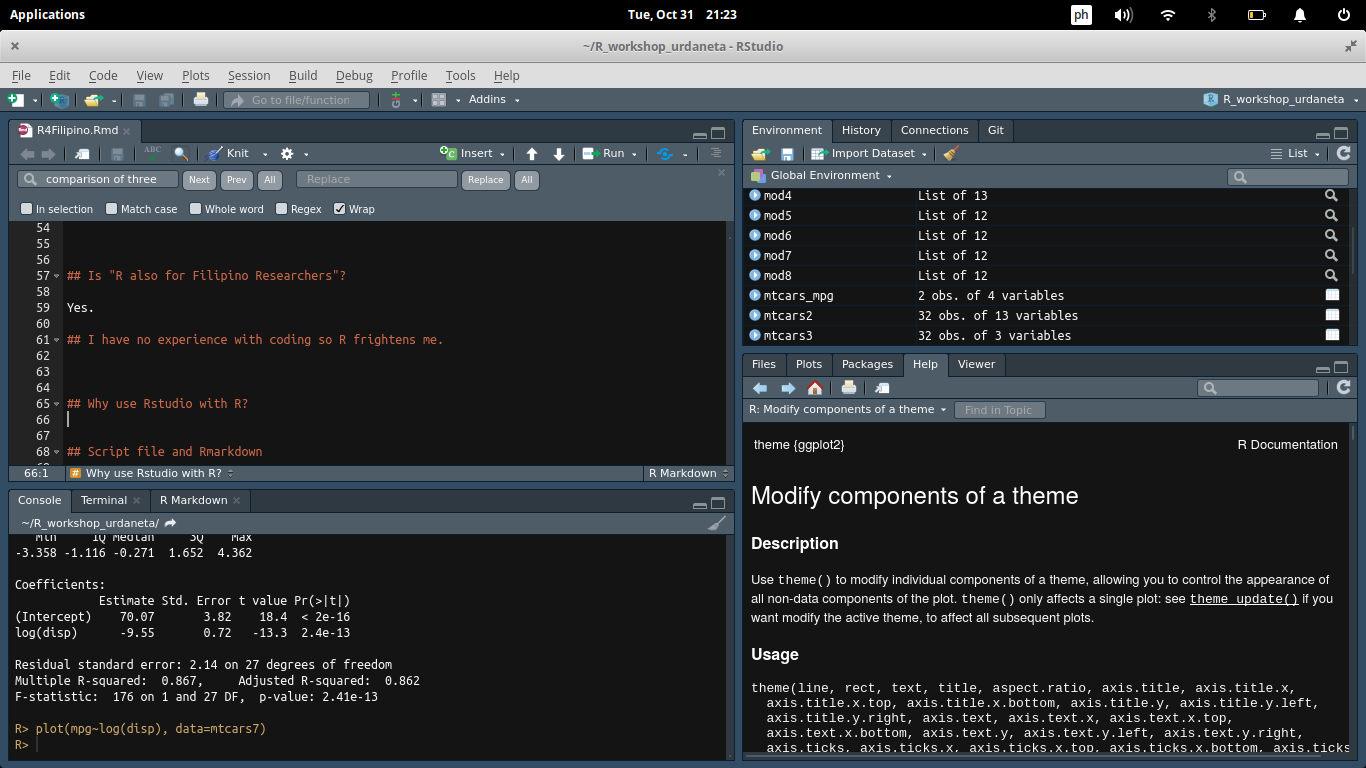 Applications
Tue, Oct 31 21:23
ph
~/R_workshop_urdaneta - RStudio
File Edit Code View Plots Session Build Debug Profile Tools Help
Go to file/function
Addins
R_workshop_urdaneta
R4Filipino.Rmd
ABC
Knit
Insert
Run
comparison of three
Next
Prev
All
Replace
Replace
All
In selection
Match case
Whole word
Regex
Wrap
54
55
56
57 ## Is "R also for Filipino Researchers"?
58
59 Yes.
60
61 ## I have no experience with coding so R frightens me.
62
63
64
65 ## Why use Rstudio with R?
66
67
68 ## Script file and Rmarkdown
66:1 # Why use Rstudio with R? R Markdown
Console Terminal R Markdown
~/R_workshop_urdaneta/
Min 1Q Median 3Q Max
-3.358 -1.116 -0.271 1.652 4.362
Coefficients:
Estimate Std. Error t value Pr(>|t|)
(Intercept) 70.07 3.82 18.4 < 2e-16
log(disp) -9.55 0.72 -13.3 2.4e-13
Residual standard error: 2.14 on 27 degrees of freedom
Multiple R-squared: 0.867, Adjusted R-squared: 0.862
F-statistic: 176 on 1 and 27 DF, p-value: 2.41e-13
R> plot(mpg~log(disp), data=mtcars7)
R>
Environment History Connections Git
Import Dataset
List
Global Environment
mod4 List of 13
mod5 List of 12
mod6 List of 12
mod7 List of 12
mod8 List of 12
mtcars_mpg 2 obs. of 4 variables
mtcars2 32 obs. of 13 variables
mtcars3 32 obs. of 3 variables
Files Plots Packages Help Viewer
R: Modify components of a theme
Find in Topic
theme {ggplot2} R Documentation
Modify components of a theme
Description
Use theme() to modify individual components of a theme, allowing you to control the appearance of
all non-data components of the plot. theme() only affects a single plot: see theme_update() if you
want modify the active theme, to affect all subsequent plots.
Usage
theme(line, rect, text, title, aspect.ratio, axis.title, axis.title.x,
axis.title.x.top, axis.title.x.bottom, axis.title.y, axis.title.y.left,
axis.title.y.right, axis.text, axis.text.x, axis.text.x.top,
axis.text.x.bottom, axis.text.y, axis.text.y.left, axis.text.y.right,
axis.ticks, axis.ticks.x, axis.ticks.x.top, axis.ticks.x.bottom, axis.ticks